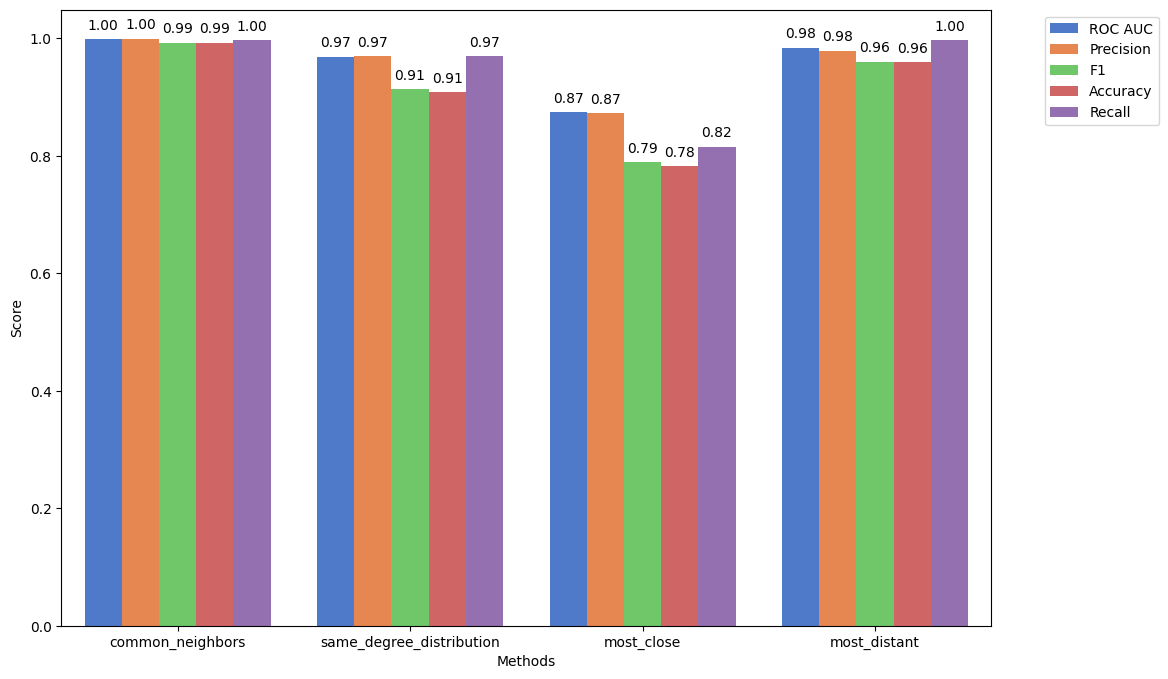 1.00 1.00 0.99 0.99 1.00
0.97 0.97 0.91 0.91 0.97
0.87 0.87 0.79 0.78 0.82
0.98 0.98 0.96 0.96 1.00
ROC AUC
Precision
F1
Accuracy
Recall
1.0
0.8
0.6
0.4
0.2
0.0
Score
common_neighbors same_degree_distribution most_close most_distant
Methods